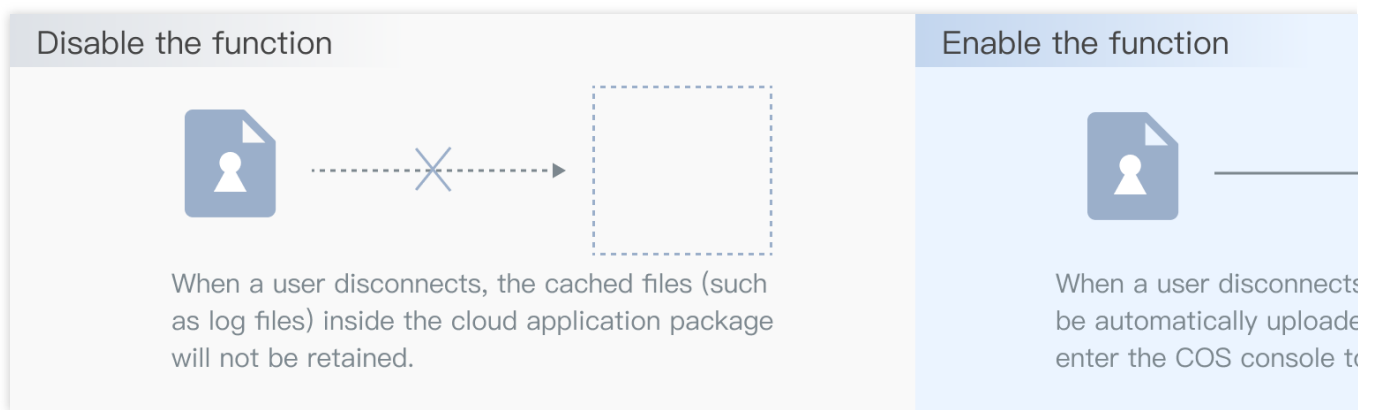 Disable the function
When a user disconnects, the cached files (such
as log files) inside the cloud application package
will not be retained.
Enable the function
When a user disconnects
be automatically uploade
enter the COS console to